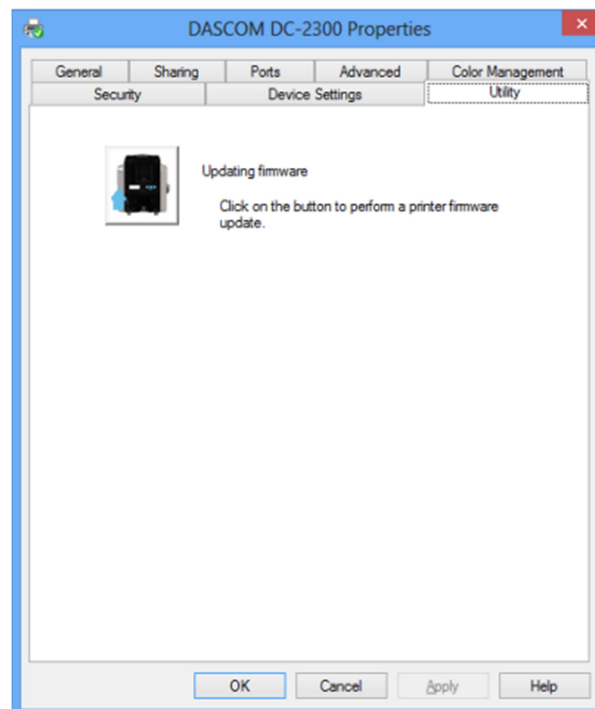 DASCOM DC-2300 Properties
General Sharing Ports Advanced Color Management
Security Device Settings Utility
Updating firmware
Click on the button to perform a printer firmware
update.
OK Cancel Apply Help